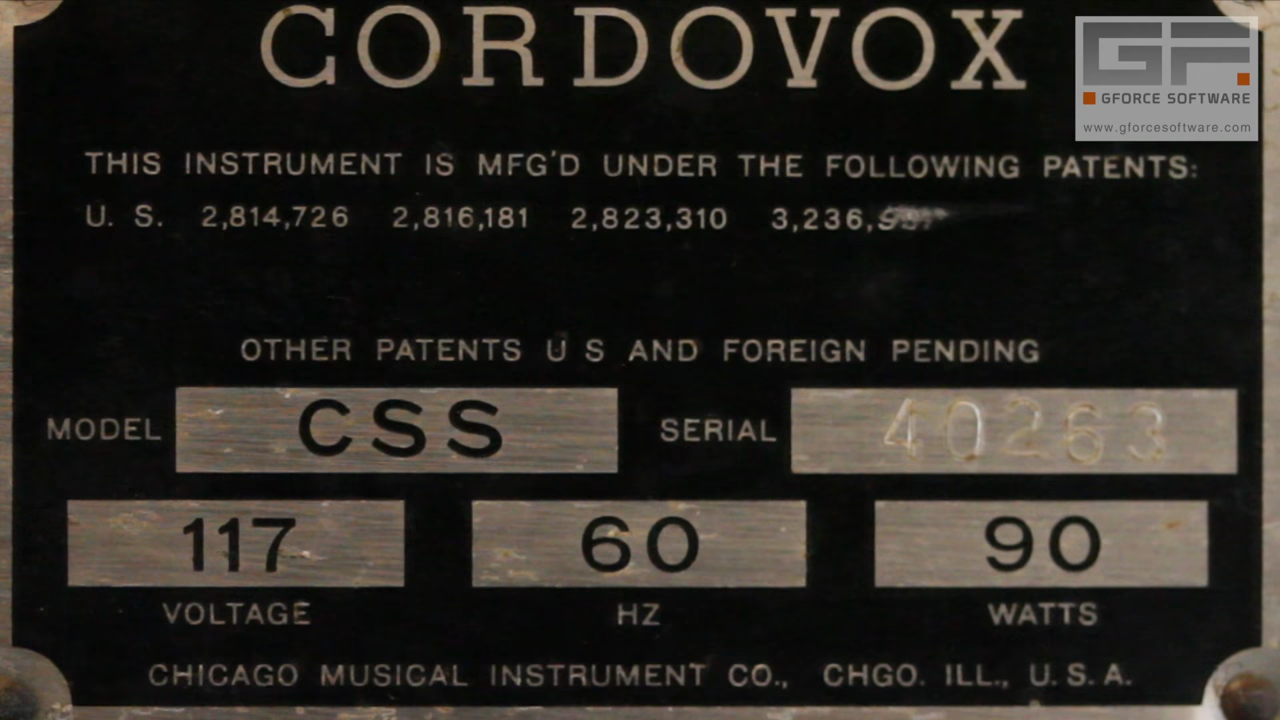 CORDOVOX
GF
GFORCE SOFTWARE
www.gforcesoftware.com
THIS INSTRUMENT IS MFG'D UNDER THE FOLLOWING PATENTS:
U. S. 2,814,726 2,816,181 2,823,310
OTHER PATENTS U S AND FOREIGN PENDING
MODEL CSS SERIAL 40263
117 60 90
VOLTAGE HZ WATTS
CHICAGO MUSICAL INSTRUMENT CO., CHGO. ILL., U.S.A.